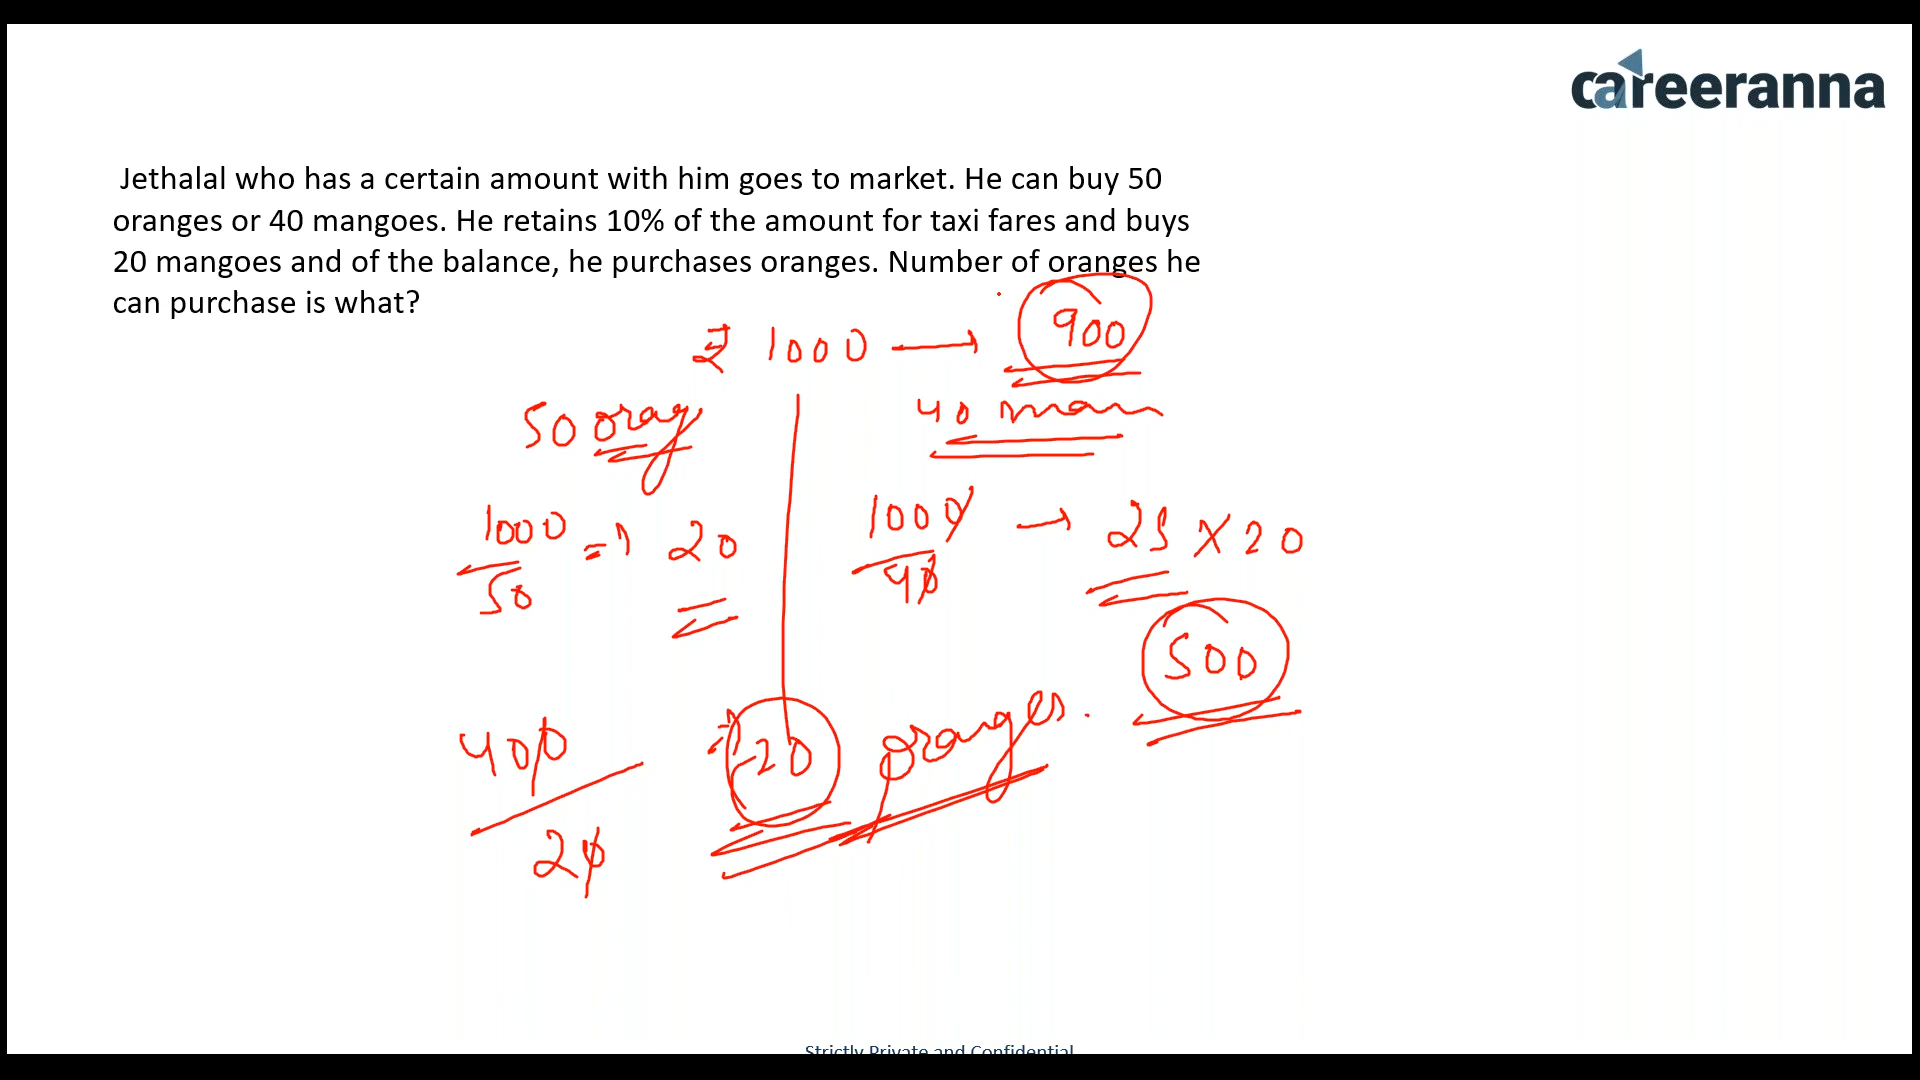 careeranna
Jethalal who has a certain amount with him goes to market. He can buy 50
oranges or 40 mangoes. He retains 10% of the amount for taxi fares and buys
20 mangoes and of the balance, he purchases oranges. Number of oranges he
can purchase is what?
₹ 1000 → 900
50 orag 40 man
1000 1000
50 ⇒ 20 40 → 25 × 20
500
400 ⇒ 20 oranges.
20
Strictly Private and Confidential